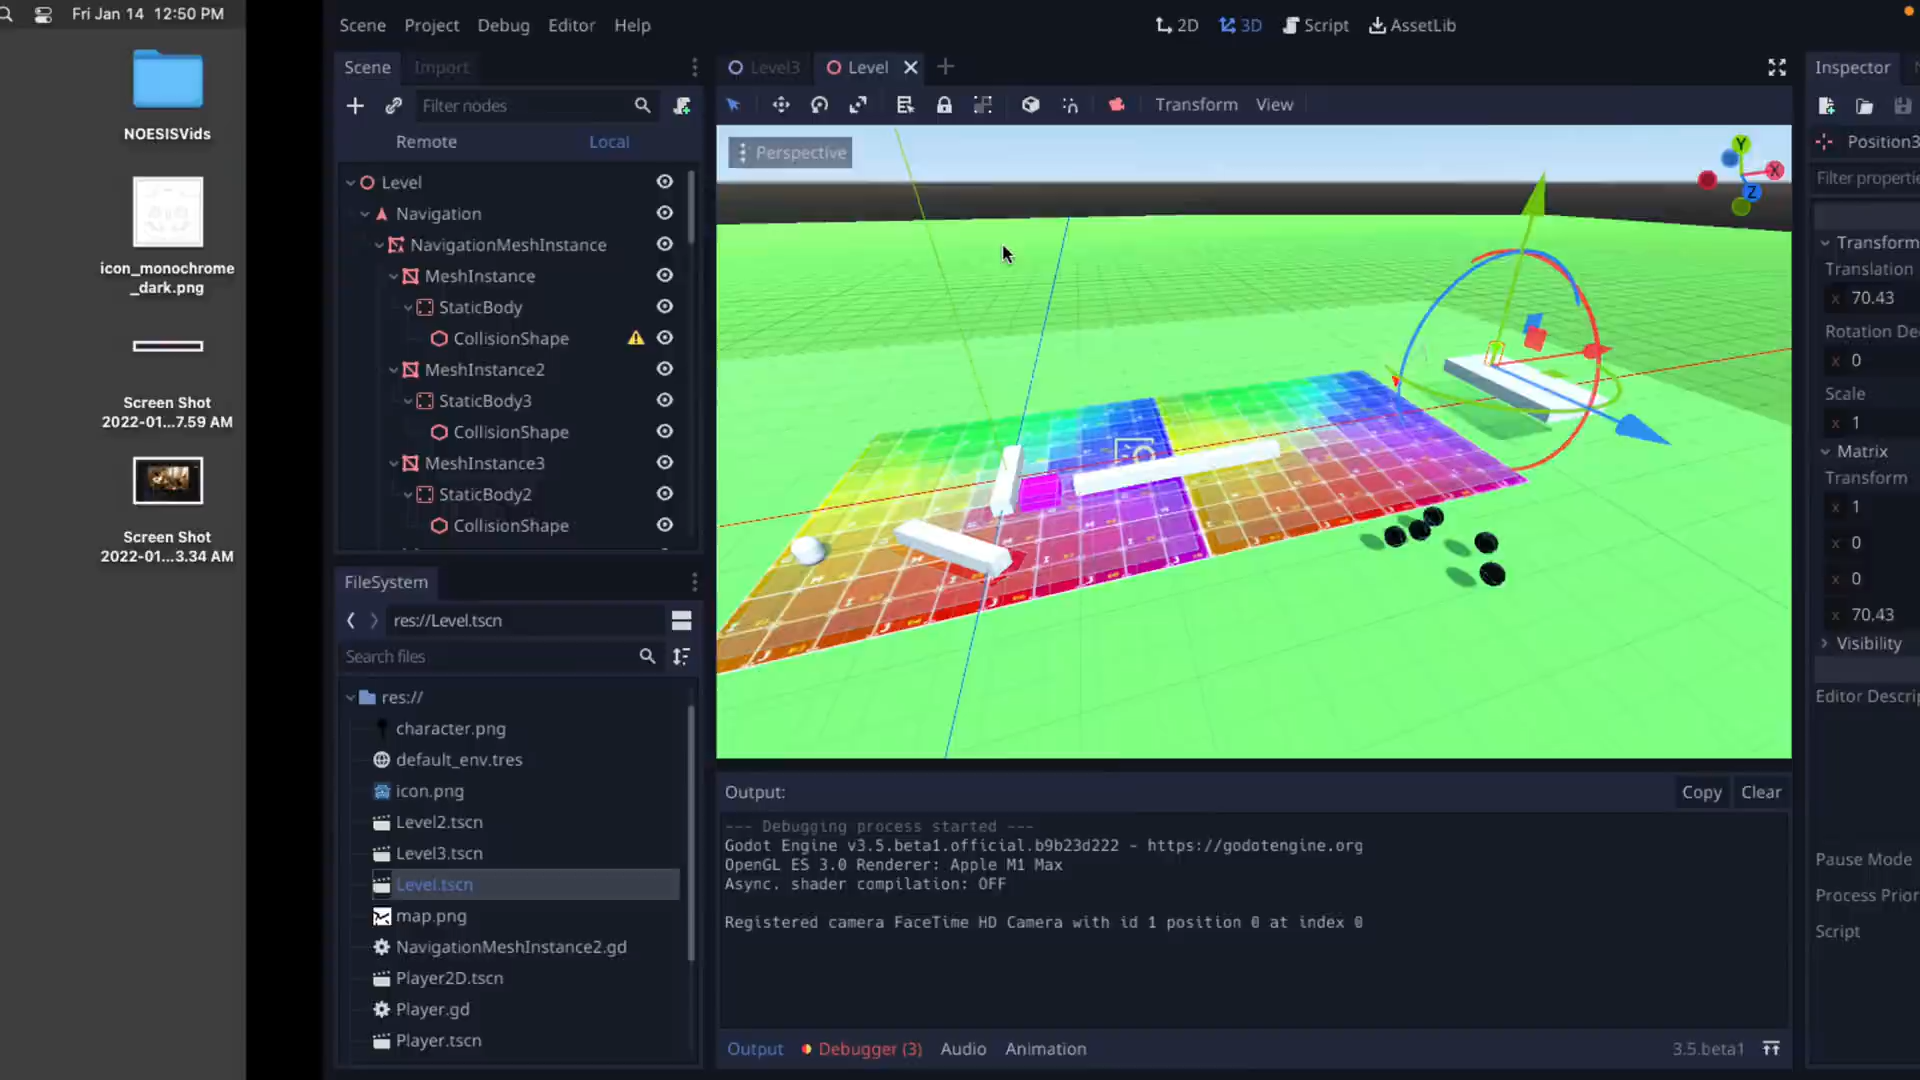 Fri Jan 14 12:50 PM
NOESISVids
icon_monochrome
_dark.png
Screen Shot
2022-01...7.59 AM
Screen Shot
2022-01...3.34 AM
Scene Project Debug Editor Help
2D 3D Script AssetLib
Scene Import
Filter nodes
Remote Local
Level
Navigation
NavigationMeshInstance
MeshInstance
StaticBody
CollisionShape
MeshInstance2
StaticBody3
CollisionShape
MeshInstance3
StaticBody2
CollisionShape
FileSystem
res://Level.tscn
Search files
res://
character.png
default_env.tres
icon.png
Level2.tscn
Level3.tscn
Level.tscn
map.png
NavigationMeshInstance2.gd
Player2D.tscn
Player.gd
Player.tscn
Level3 Level
Transform View
Perspective
Y
X
Z
Output:
Copy Clear
--- Debugging process started ---
Godot Engine v3.5.beta1.official.b9b23d222 - https://godotengine.org
OpenGL ES 3.0 Renderer: Apple M1 Max
Async. shader compilation: OFF
Registered camera FaceTime HD Camera with id 1 position 0 at index 0
Output Debugger (3) Audio Animation
3.5.beta1
Inspector
Position3
Filter properti
Transform
Translation
x 70.43
Rotation De
x 0
Scale
x 1
Matrix
Transform
x 1
x 0
x 0
x 70.43
Visibility
Editor Descri
Pause Mode
Process Prior
Script